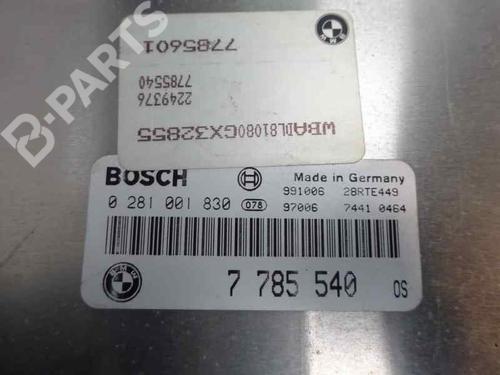 7785601
7785540
2249376
WBADL81080GX32855
BOSCH
Made in Germany
991006 28RTE449
0 281 001 830 078
97006 7441 0464
BMW
7 785 540 OS
B-PARTS